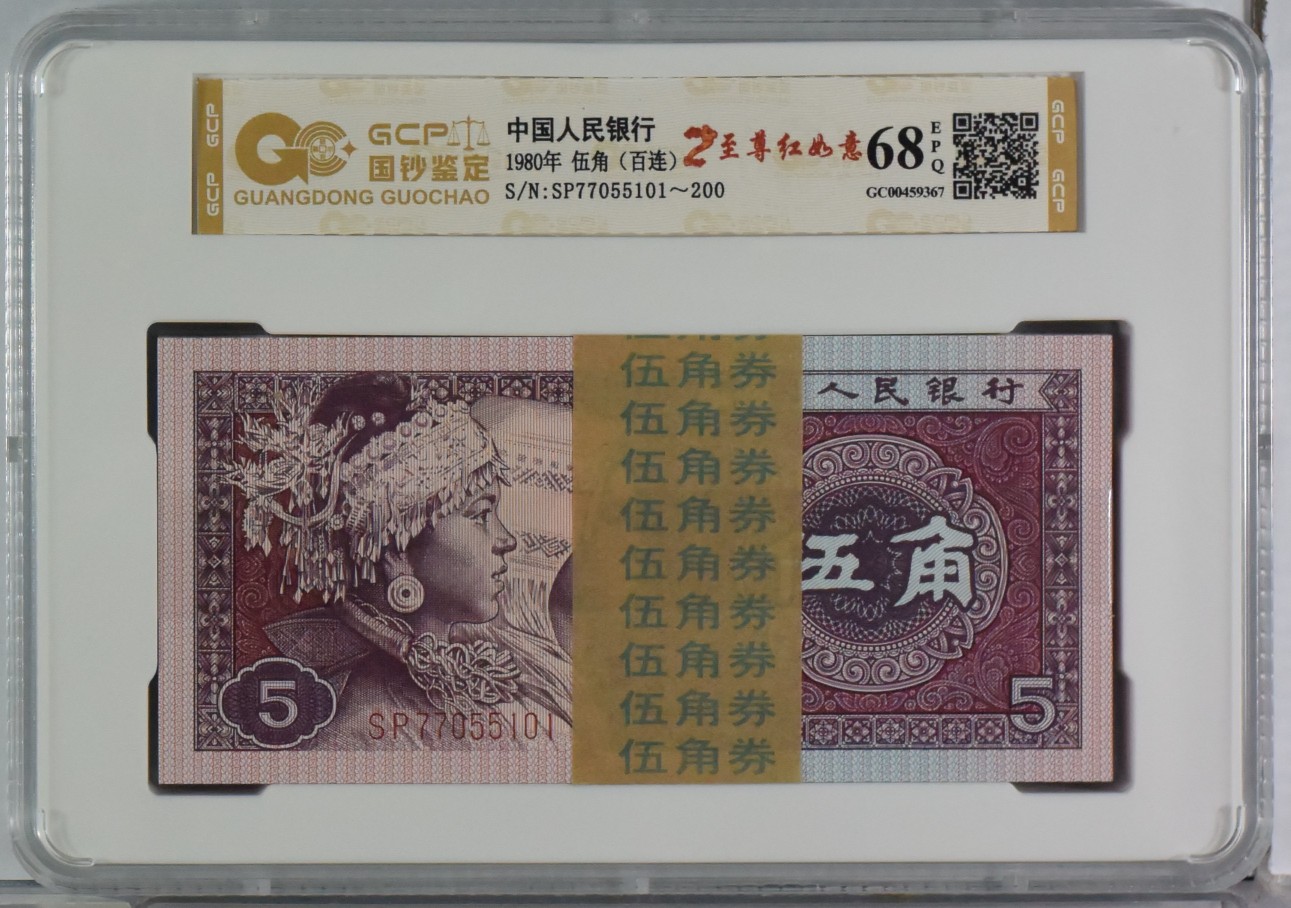 GCP
GCP
GCP
国钞鉴定
GUANGDONG GUOCHAO
中国人民银行
1980年 伍角（百连）
S/N:SP77055101～200
至尊红如意
68
EPQ
GC00459367
GCP
GCP
伍角券
伍角券
伍角券
伍角券
伍角券
伍角券
伍角券
伍角券
伍角券
人民银行
伍角
5
SP77055101
5